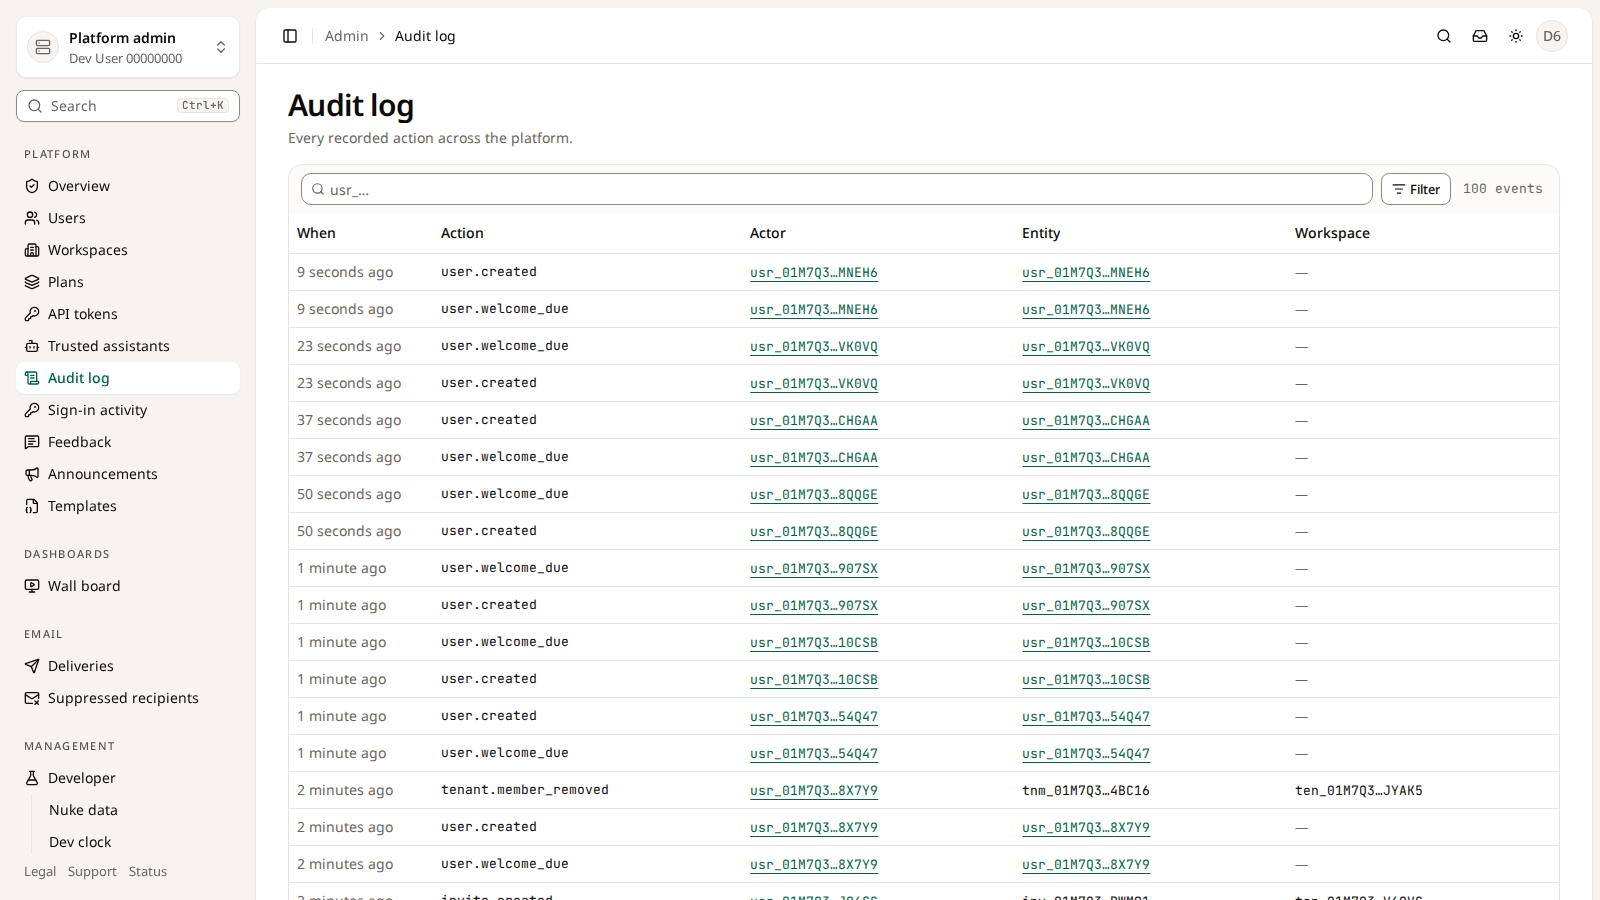 Platform admin
Dev User 00000000
Search Ctrl+K
PLATFORM
Overview
Users
Workspaces
Plans
API tokens
Trusted assistants
Audit log
Sign-in activity
Feedback
Announcements
Templates
DASHBOARDS
Wall board
EMAIL
Deliveries
Suppressed recipients
MANAGEMENT
Developer
Nuke data
Dev clock
Legal Support Status
Admin > Audit log
D6
Audit log
Every recorded action across the platform.
usr_… Filter 100 events
When Action Actor Entity Workspace
9 seconds ago user.created usr_01M7Q3…MNEH6 usr_01M7Q3…MNEH6 —
9 seconds ago user.welcome_due usr_01M7Q3…MNEH6 usr_01M7Q3…MNEH6 —
23 seconds ago user.welcome_due usr_01M7Q3…VK0VQ usr_01M7Q3…VK0VQ —
23 seconds ago user.created usr_01M7Q3…VK0VQ usr_01M7Q3…VK0VQ —
37 seconds ago user.created usr_01M7Q3…CHGAA usr_01M7Q3…CHGAA —
37 seconds ago user.welcome_due usr_01M7Q3…CHGAA usr_01M7Q3…CHGAA —
50 seconds ago user.welcome_due usr_01M7Q3…8QQGE usr_01M7Q3…8QQGE —
50 seconds ago user.created usr_01M7Q3…8QQGE usr_01M7Q3…8QQGE —
1 minute ago user.welcome_due usr_01M7Q3…907SX usr_01M7Q3…907SX —
1 minute ago user.created usr_01M7Q3…907SX usr_01M7Q3…907SX —
1 minute ago user.welcome_due usr_01M7Q3…10CSB usr_01M7Q3…10CSB —
1 minute ago user.created usr_01M7Q3…10CSB usr_01M7Q3…10CSB —
1 minute ago user.created usr_01M7Q3…54Q47 usr_01M7Q3…54Q47 —
1 minute ago user.welcome_due usr_01M7Q3…54Q47 usr_01M7Q3…54Q47 —
2 minutes ago tenant.member_removed usr_01M7Q3…8X7Y9 tnm_01M7Q3…4BC16 ten_01M7Q3…JYAK5
2 minutes ago user.created usr_01M7Q3…8X7Y9 usr_01M7Q3…8X7Y9 —
2 minutes ago user.welcome_due usr_01M7Q3…8X7Y9 usr_01M7Q3…8X7Y9 —